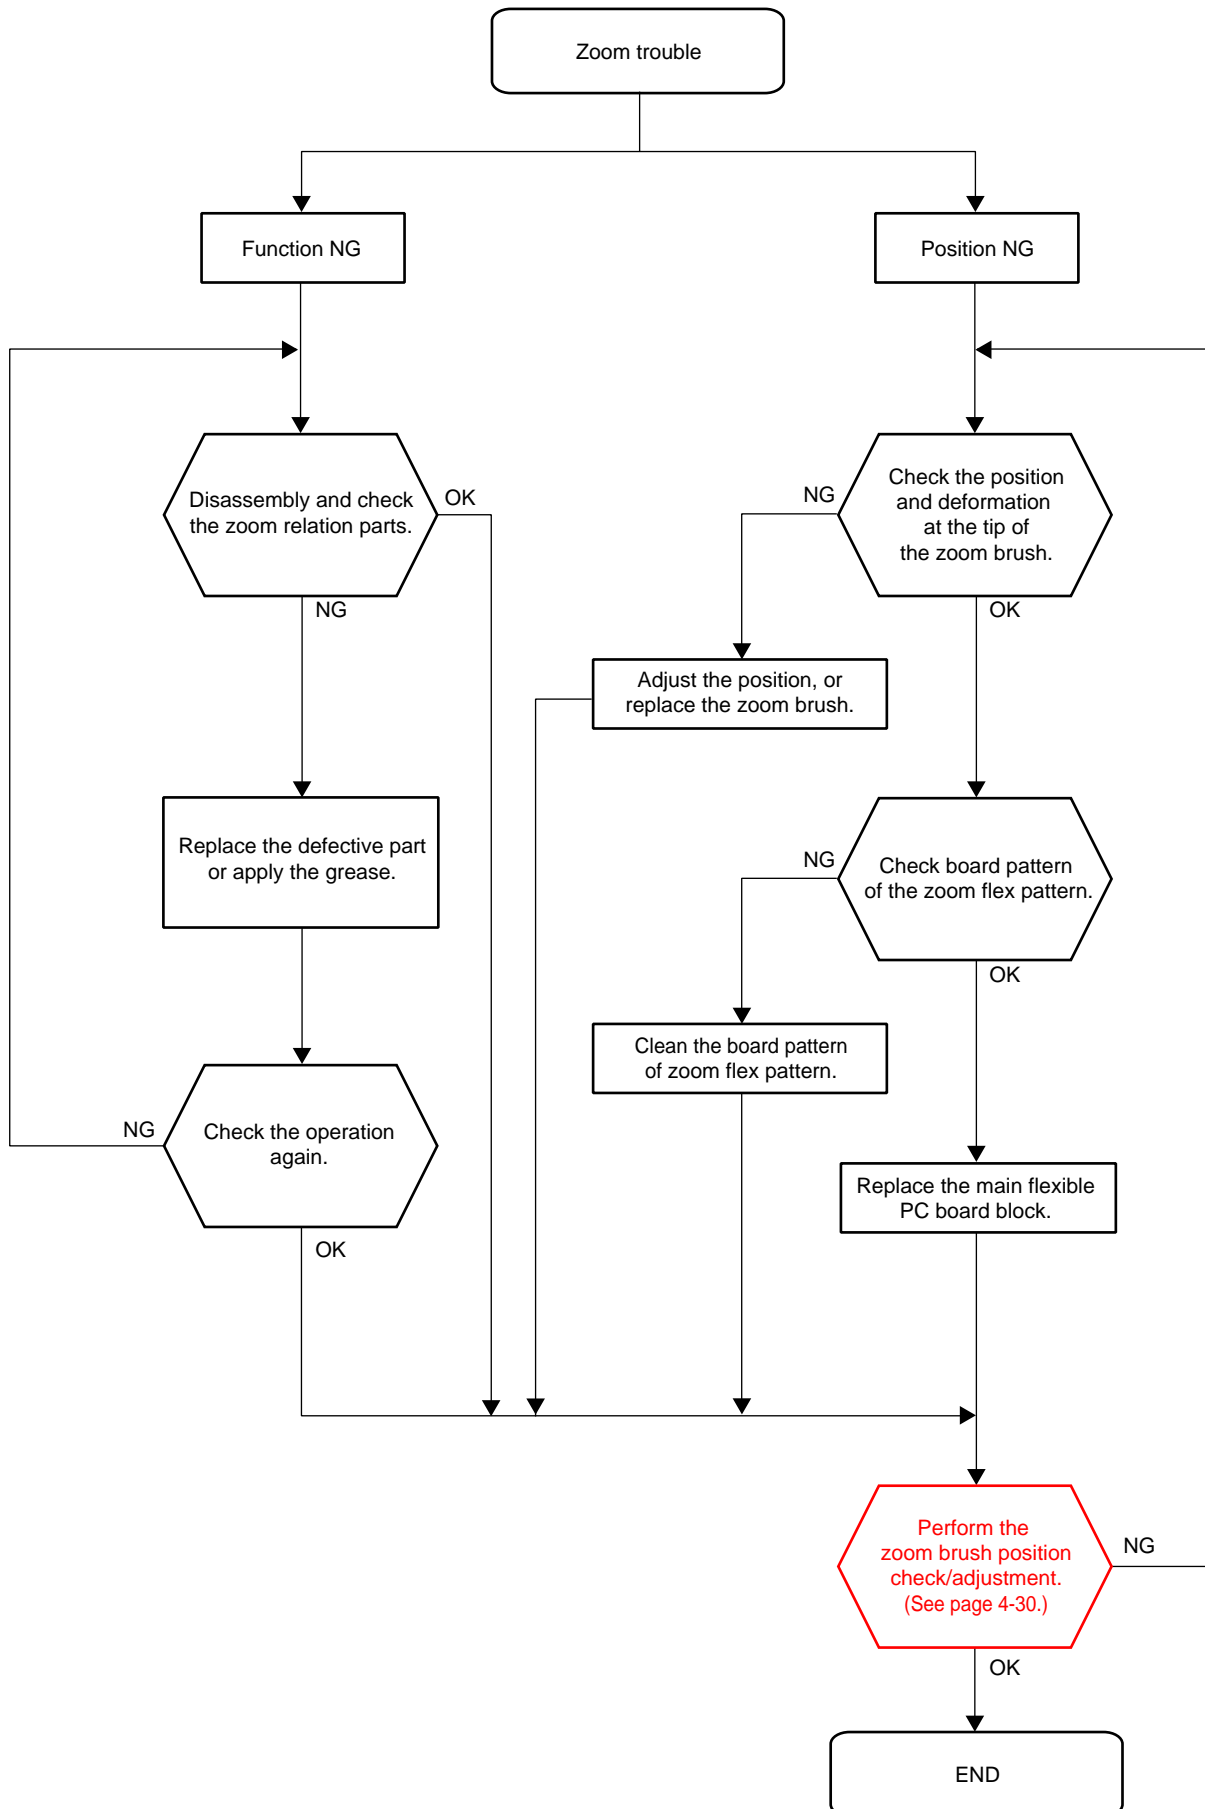 Zoom trouble
Function NG
Position NG
Disassembly and check
the zoom relation parts.
OK
NG
NG
Check the position
and deformation
at the tip of
the zoom brush.
OK
Adjust the position, or
replace the zoom brush.
Replace the defective part
or apply the grease.
NG
Check board pattern
of the zoom flex pattern.
OK
Clean the board pattern
of zoom flex pattern.
NG
Check the operation
again.
OK
Replace the main flexible
PC board block.
Perform the
zoom brush position
check/adjustment.
(See page 4-30.)
NG
OK
END